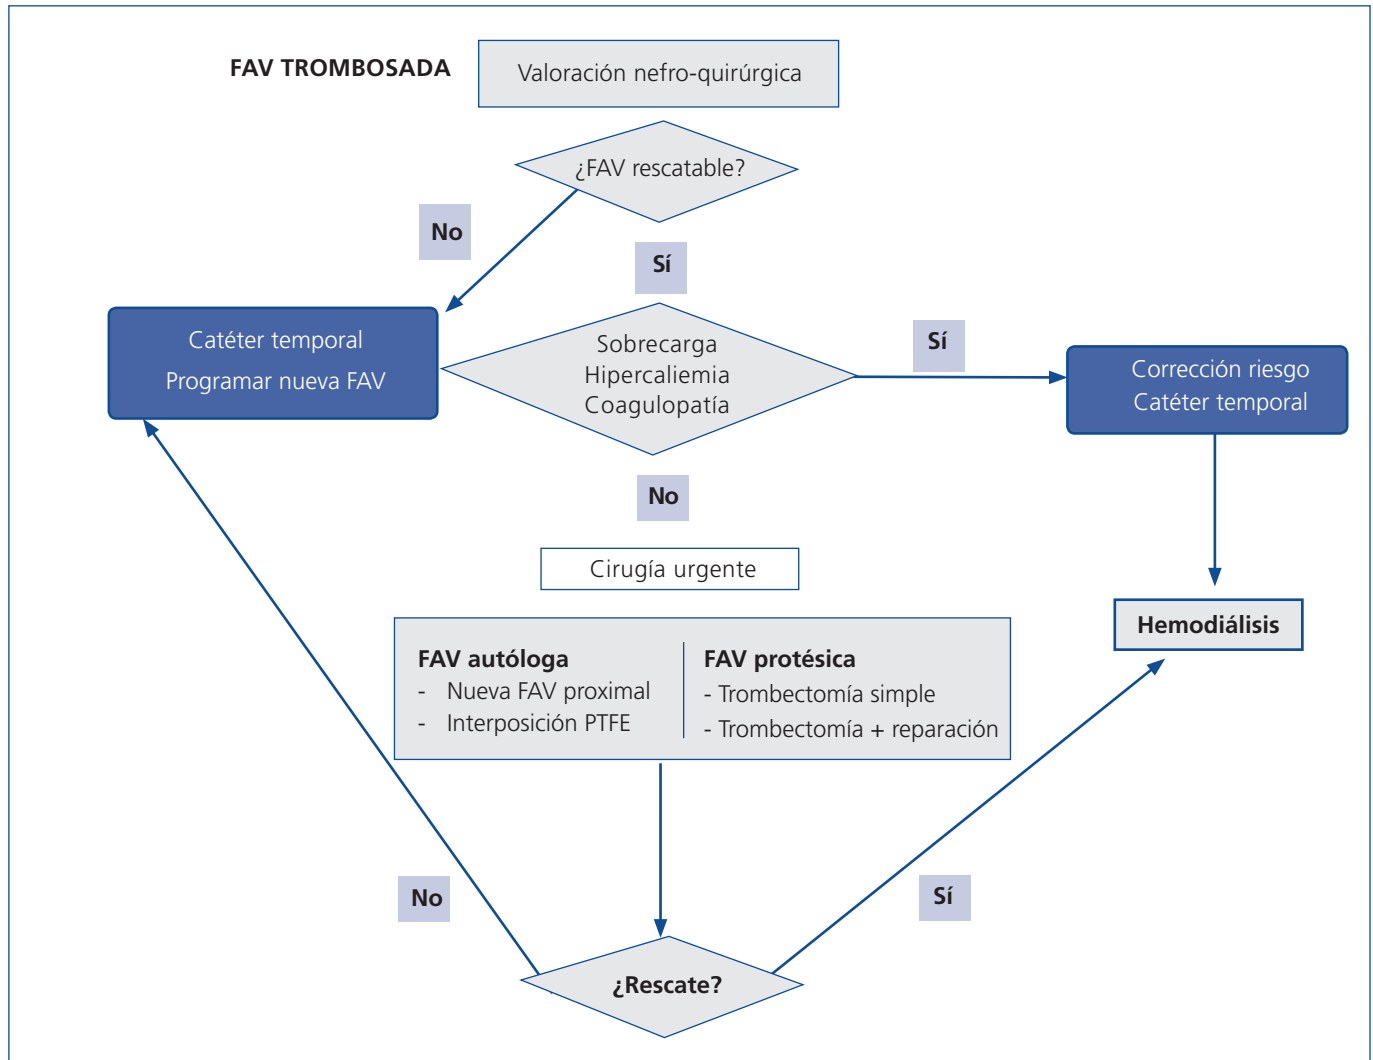 FAV TROMBOSADA
Valoración nefro-quirúrgica
¿FAV rescatable?
No
Sí
Catéter temporal
Programar nueva FAV
Sobrecarga
Hipercaliemia
Coagulopatía
Sí
Corrección riesgo
Catéter temporal
No
Cirugía urgente
Hemodiálisis
FAV autóloga
- Nueva FAV proximal
- Interposición PTFE
FAV protésica
- Trombectomía simple
- Trombectomía + reparación
No
Sí
¿Rescate?